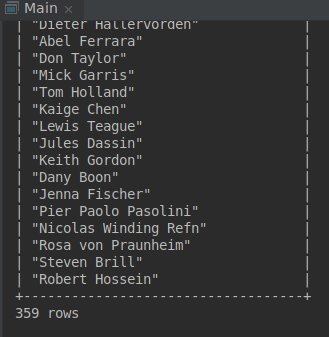 Main
| "Dieter Hallervorden" |
| "Abel Ferrara" |
| "Don Taylor" |
| "Mick Garris" |
| "Tom Holland" |
| "Kaige Chen" |
| "Lewis Teague" |
| "Jules Dassin" |
| "Keith Gordon" |
| "Dany Boon" |
| "Jenna Fischer" |
| "Pier Paolo Pasolini" |
| "Nicolas Winding Refn" |
| "Rosa von Praunheim" |
| "Steven Brill" |
| "Robert Hossein" |
+----------------------------------+
359 rows